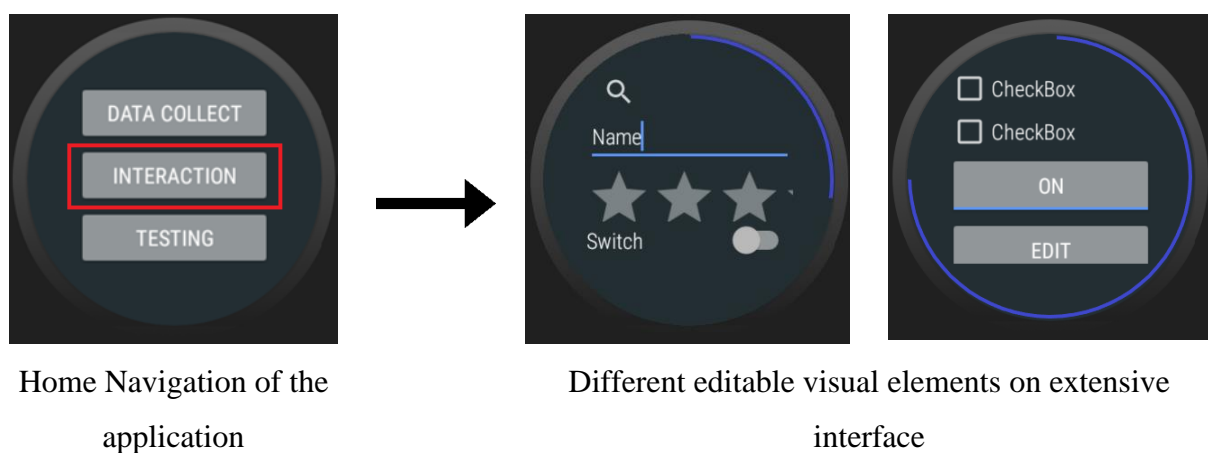 DATA COLLECT
INTERACTION
TESTING
Name
Switch
CheckBox
CheckBox
ON
EDIT
Home Navigation of the
application
Different editable visual elements on extensive
interface